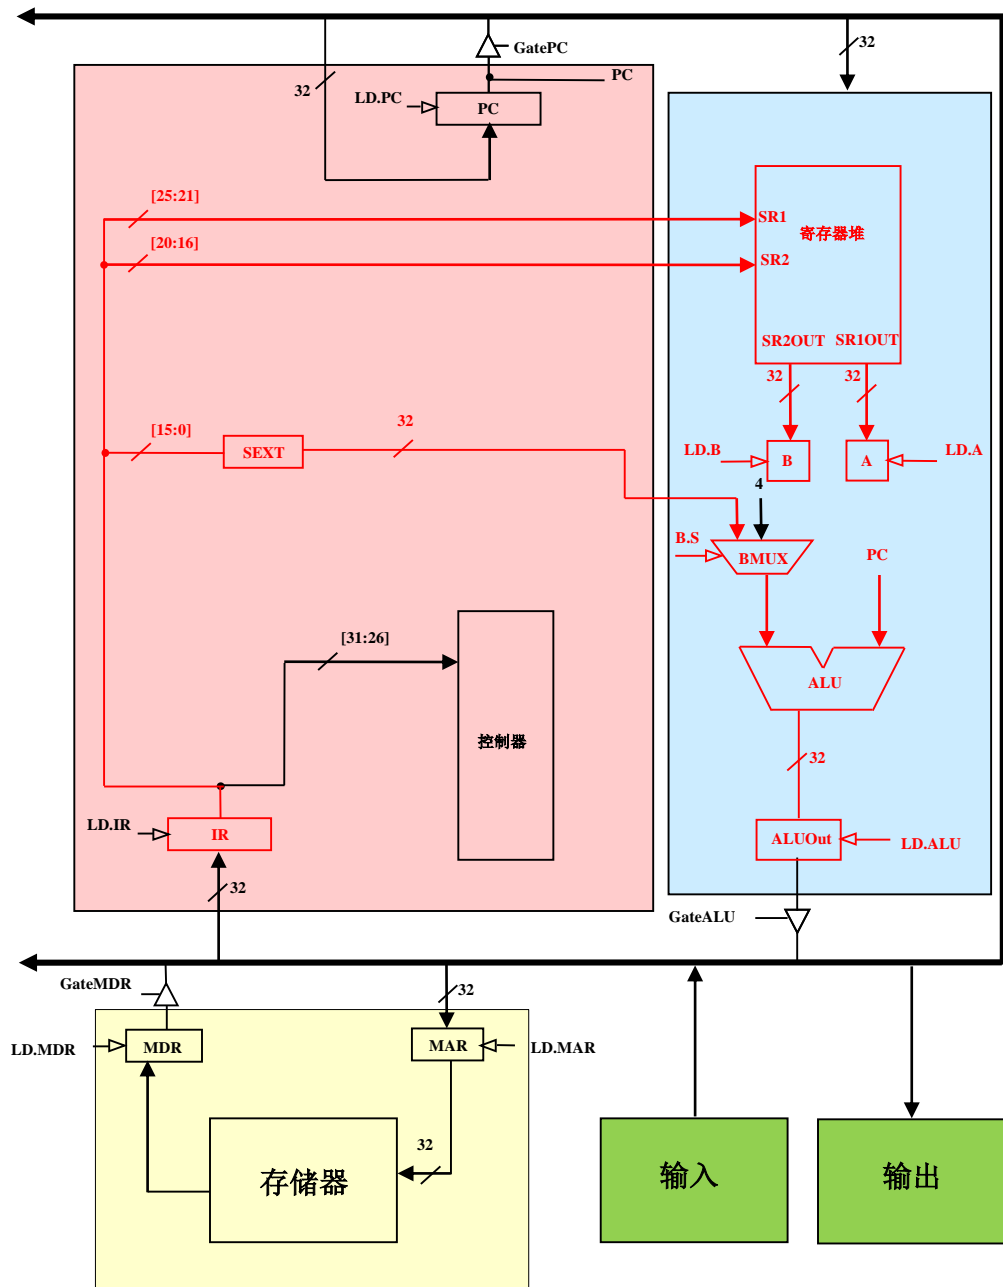 32
GatePC
32
PC
LD.PC
PC
[25:21]
SR1
寄存器堆
[20:16]
SR2
SR2OUT
SR1OUT
32
32
[15:0]
SEXT
32
LD.B
B
A
LD.A
4
B.S
BMUX
PC
[31:26]
ALU
控制器
32
LD.IR
IR
ALUOut
LD.ALU
32
GateALU
GateMDR
32
LD.MDR
MDR
MAR
LD.MAR
32
存储器
输入
输出